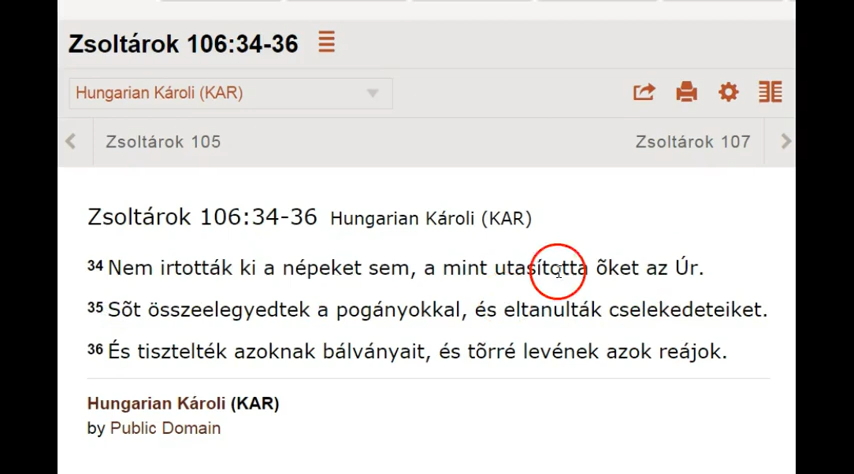 Zsoltárok 106:34-36
Hungarian Károli (KAR)
Zsoltárok 105 Zsoltárok 107
Zsoltárok 106:34-36 Hungarian Károli (KAR)
34 Nem irtották ki a népeket sem, a mint utasította õket az Úr.
35 Sõt összeelegyedtek a pogányokkal, és eltanulták cselekedeteiket.
36 És tisztelték azoknak bálványait, és tõrré levének azok reájok.
Hungarian Károli (KAR)
by Public Domain